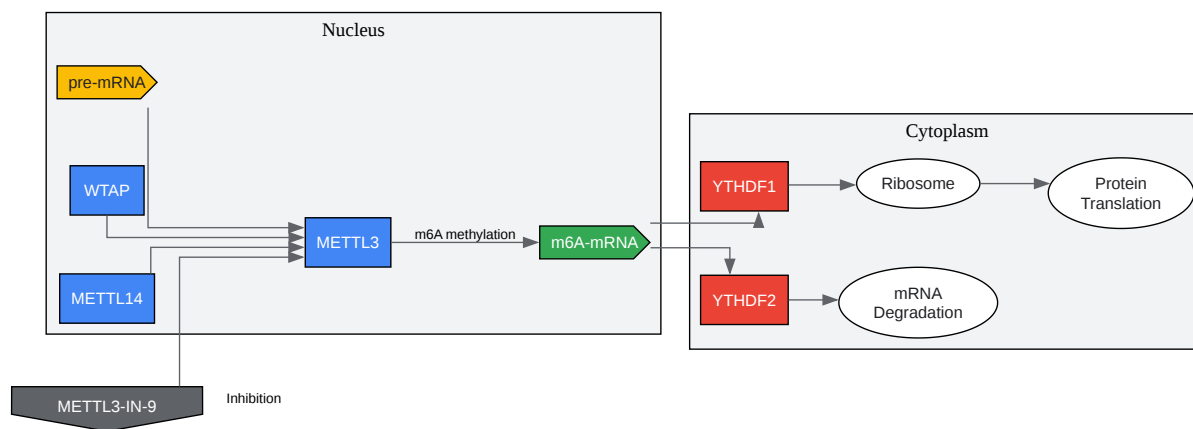 Nucleus
pre-mRNA
WTAP
METTL14
METTL3
m6A methylation
m6A-mRNA
METTL3-IN-9
Inhibition
Cytoplasm
YTHDF1
Ribosome
Protein
Translation
YTHDF2
mRNA
Degradation